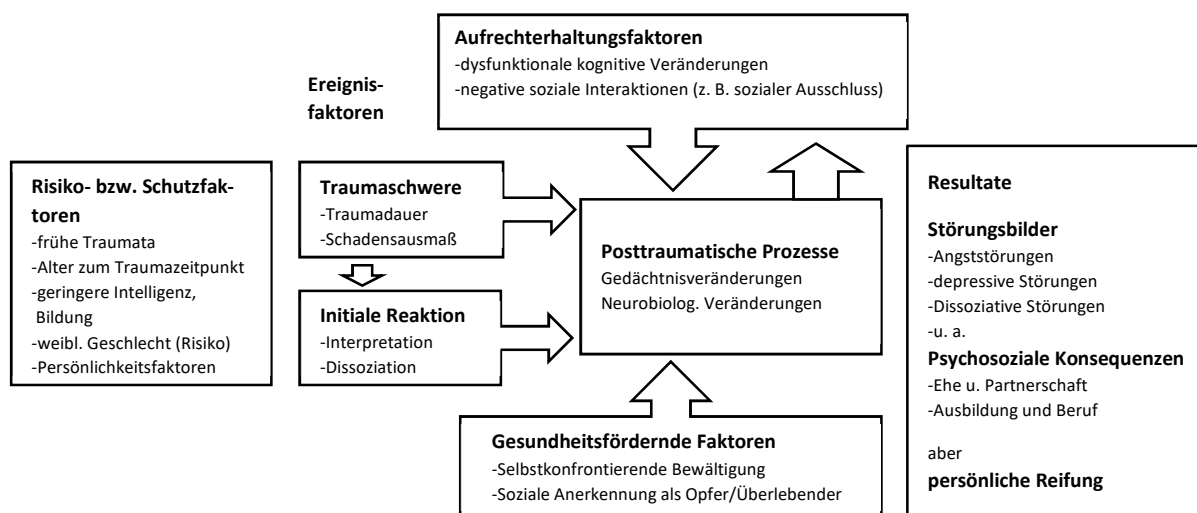 Aufrechterhaltungsfaktoren
-dysfunktionale kognitive Veränderungen
-negative soziale Interaktionen (z. B. sozialer Ausschluss)
Ereignis-
faktoren
Risiko- bzw. Schutzfak-
toren
-frühe Traumata
-Alter zum Traumazeitpunkt
-geringere Intelligenz,
Bildung
-weibl. Geschlecht (Risiko)
-Persönlichkeitsfaktoren
Traumaschwere
-Traumadauer
-Schadensausmaß
Initiale Reaktion
-Interpretation
-Dissoziation
Posttraumatische Prozesse
Gedächtnisveränderungen
Neurobiolog. Veränderungen
Gesundheitsfördernde Faktoren
-Selbstkonfrontierende Bewältigung
-Soziale Anerkennung als Opfer/Überlebender
Resultate
Störungsbilder
-Angststörungen
-depressive Störungen
-Dissoziative Störungen
-u. a.
Psychosoziale Konsequenzen
-Ehe u. Partnerschaft
-Ausbildung und Beruf
aber
persönliche Reifung